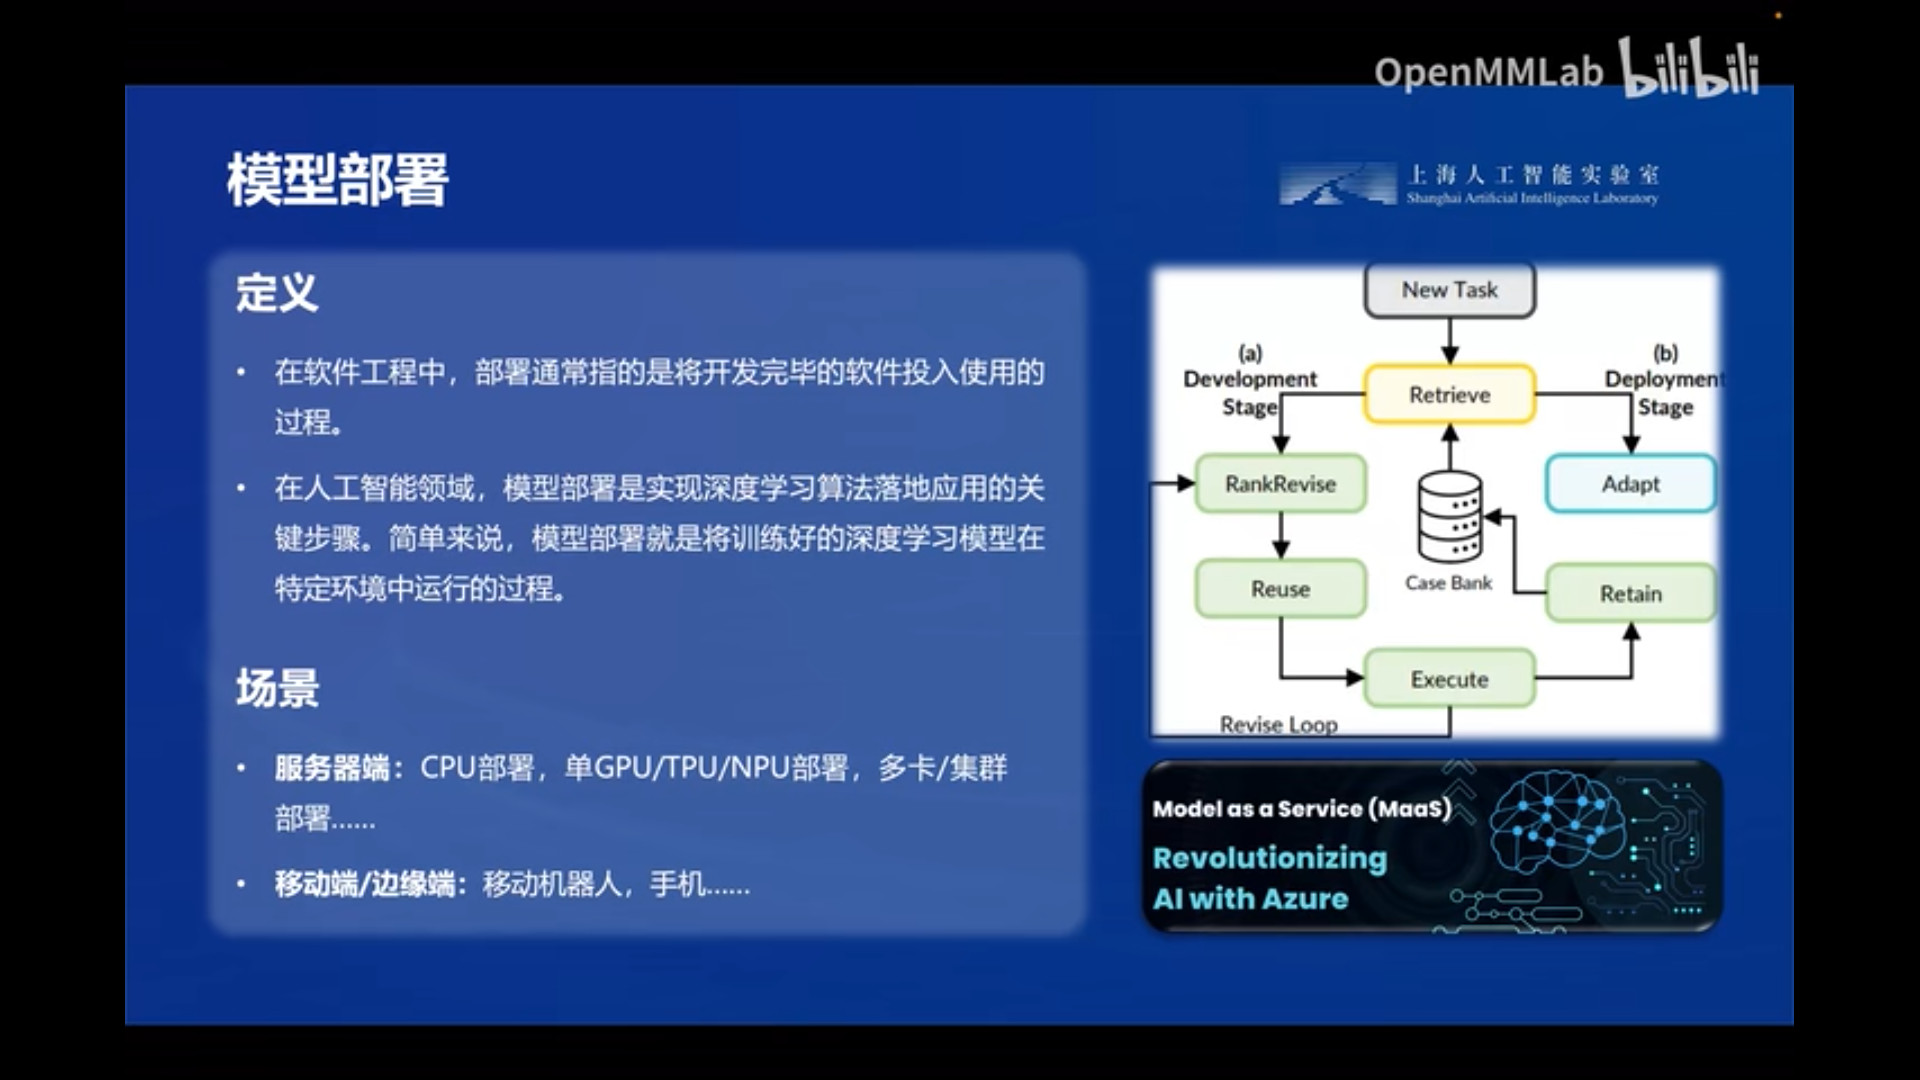 OpenMMLab bilibili
模型部署
上海人工智能实验室
Shanghai Artificial Intelligence Laboratory
定义
• 在软件工程中，部署通常指的是将开发完毕的软件投入使用的
过程。
• 在人工智能领域，模型部署是实现深度学习算法落地应用的关
键步骤。简单来说，模型部署就是将训练好的深度学习模型在
特定环境中运行的过程。
场景
• 服务器端：CPU部署，单GPU/TPU/NPU部署，多卡/集群
部署……
• 移动端/边缘端：移动机器人，手机……
New Task
(a)
Development
Stage
Retrieve
(b)
Deployment
Stage
RankRevise
Adapt
Case Bank
Reuse
Retain
Execute
Revise Loop
Model as a Service (MaaS)
Revolutionizing
AI with Azure